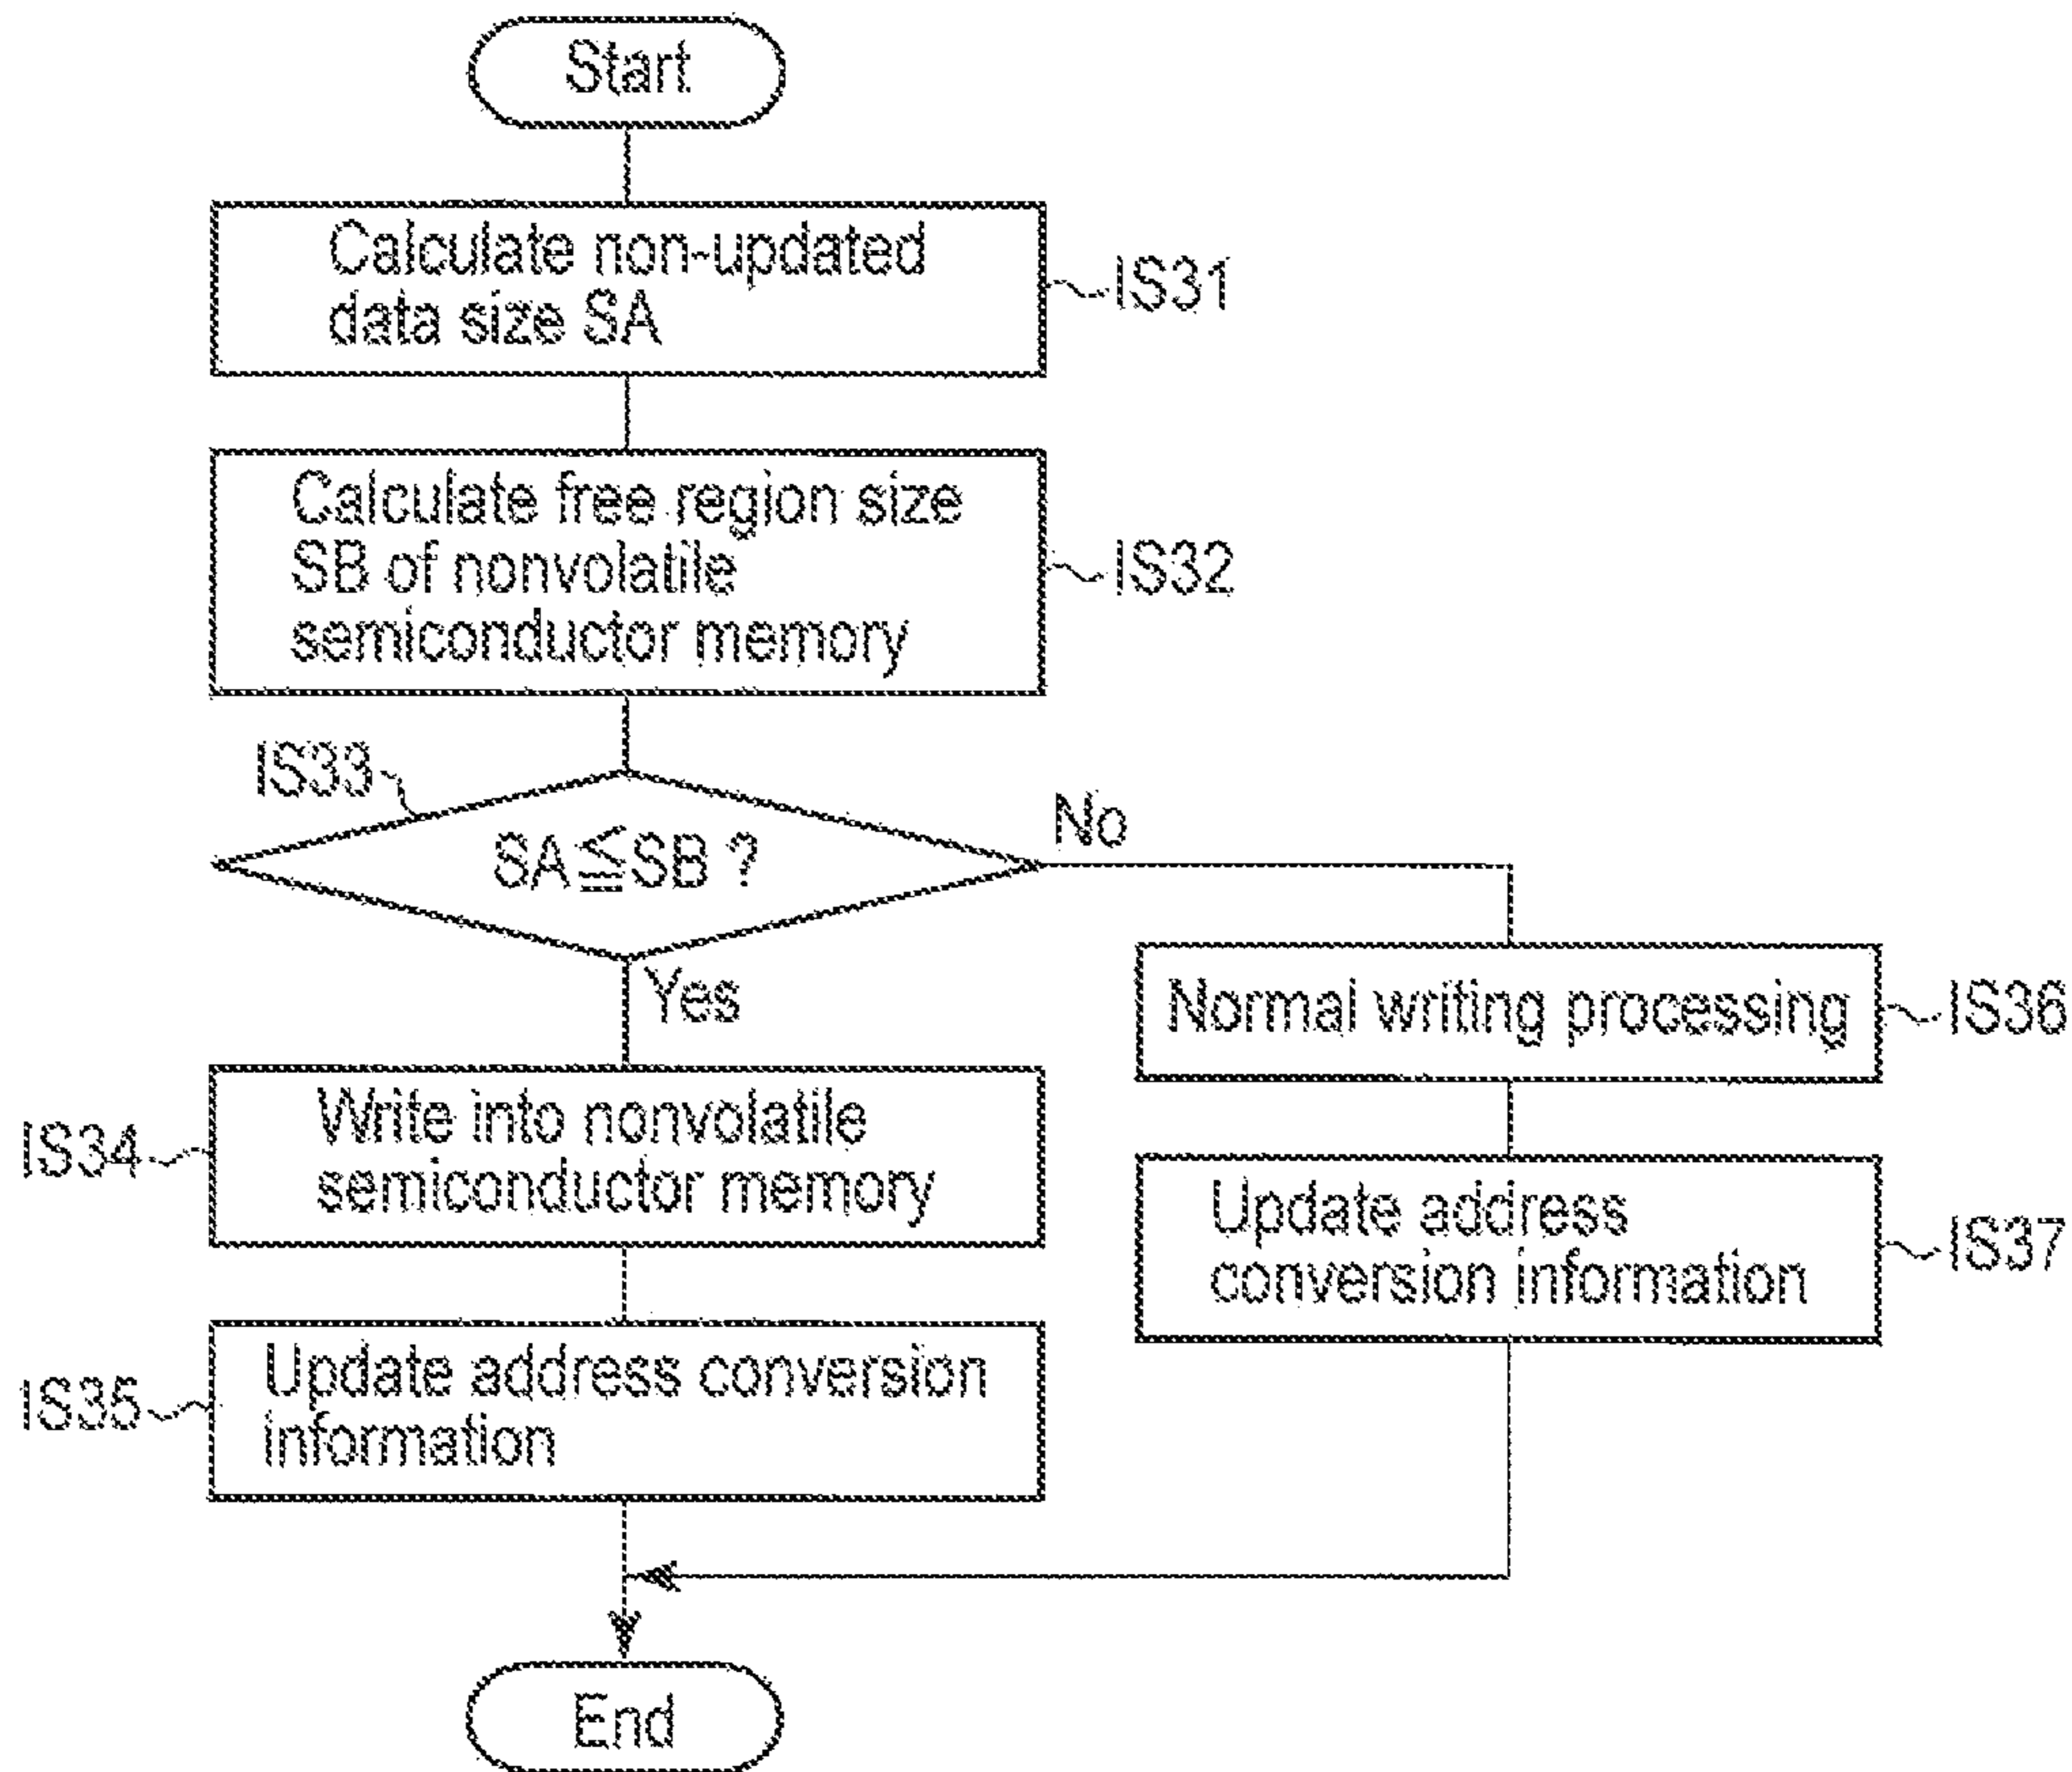 Start
Calculate non-updated
data size SA
IS31
Calculate free region size
SB of nonvolatile
semiconductor memory
IS32
IS33
SA≦SB ?
No
Yes
Normal writing processing
IS36
Write into nonvolatile
semiconductor memory
IS34
Update address
conversion information
IS37
Update address conversion
information
IS35
End